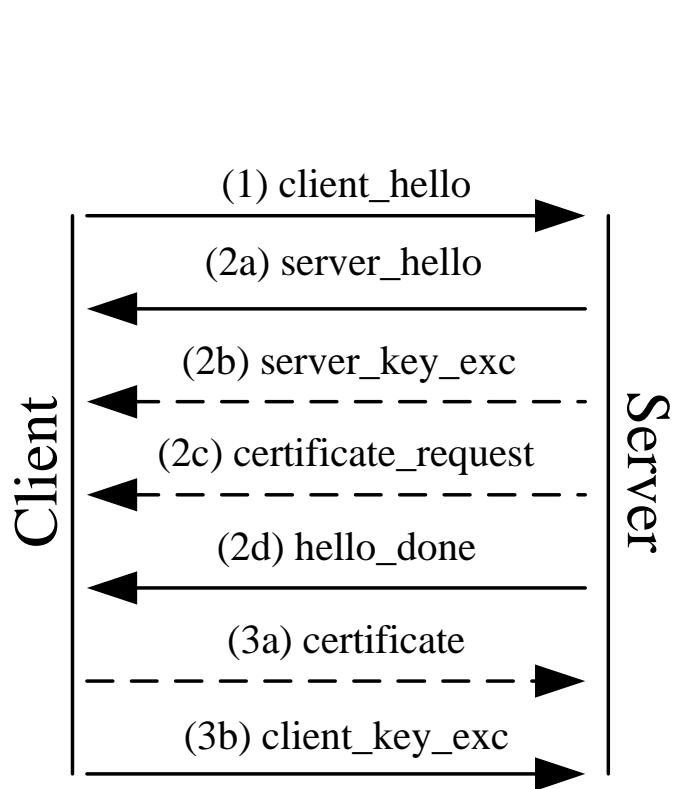 (1) client_hello
(2a) server_hello
(2b) server_key_exc
(2c) certificate_request
(2d) hello_done
(3a) certificate
(3b) client_key_exc
Client
Server